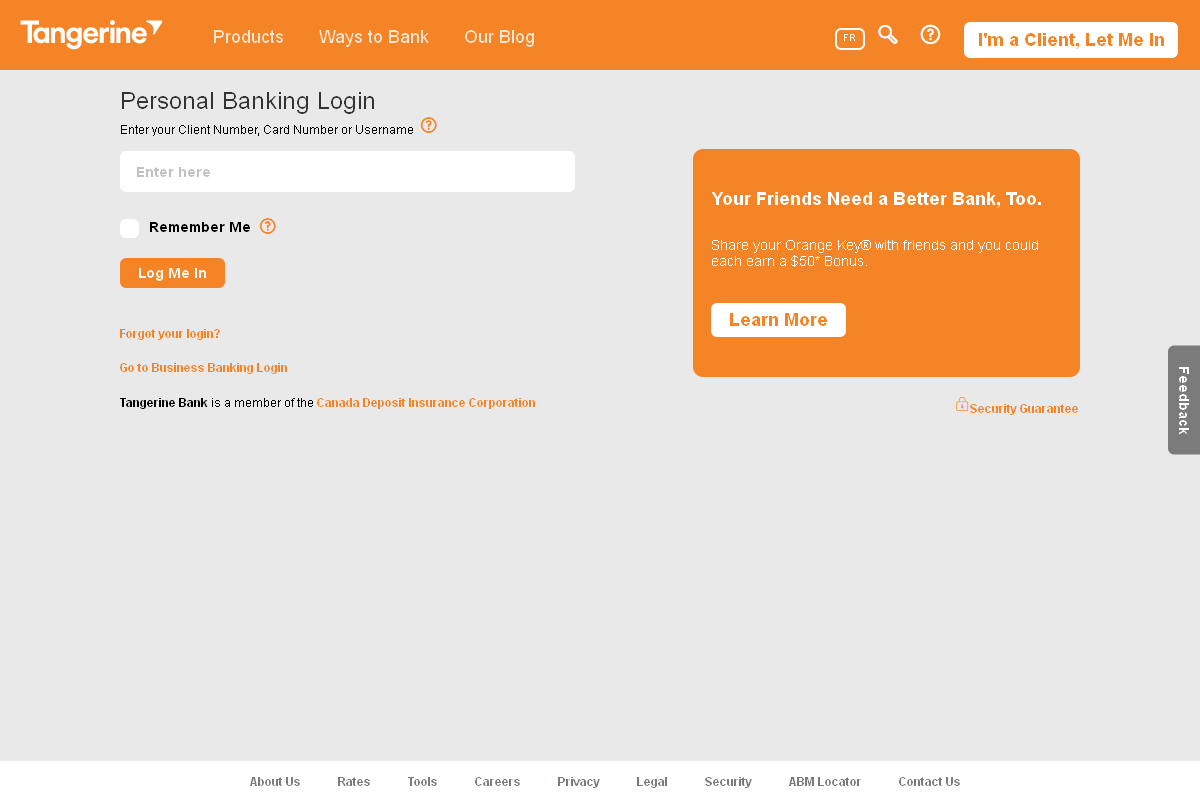 Tangerine
Products
Ways to Bank
Our Blog
FR
I'm a Client, Let Me In
Personal Banking Login
Enter your Client Number, Card Number or Username
Enter here
Remember Me
Log Me In
Forgot your login?
Go to Business Banking Login
Tangerine Bank is a member of the Canada Deposit Insurance Corporation
Your Friends Need a Better Bank, Too.
Share your Orange Key® with friends and you could
each earn a $50* Bonus.
Learn More
Security Guarantee
Feedback
About Us
Rates
Tools
Careers
Privacy
Legal
Security
ABM Locator
Contact Us